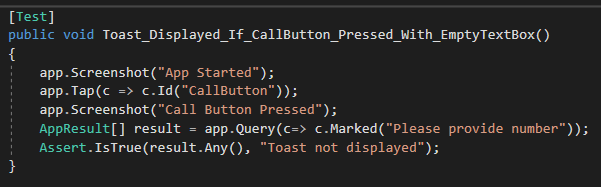 [Test]
public void Toast_Displayed_If_CallButton_Pressed_With_EmptyTextBox()
{
app.Screenshot("App Started");
app.Tap(c => c.Id("CallButton"));
app.Screenshot("Call Button Pressed");
AppResult[] result = app.Query(c=> c.Marked("Please provide number"));
Assert.IsTrue(result.Any(), "Toast not displayed");
}